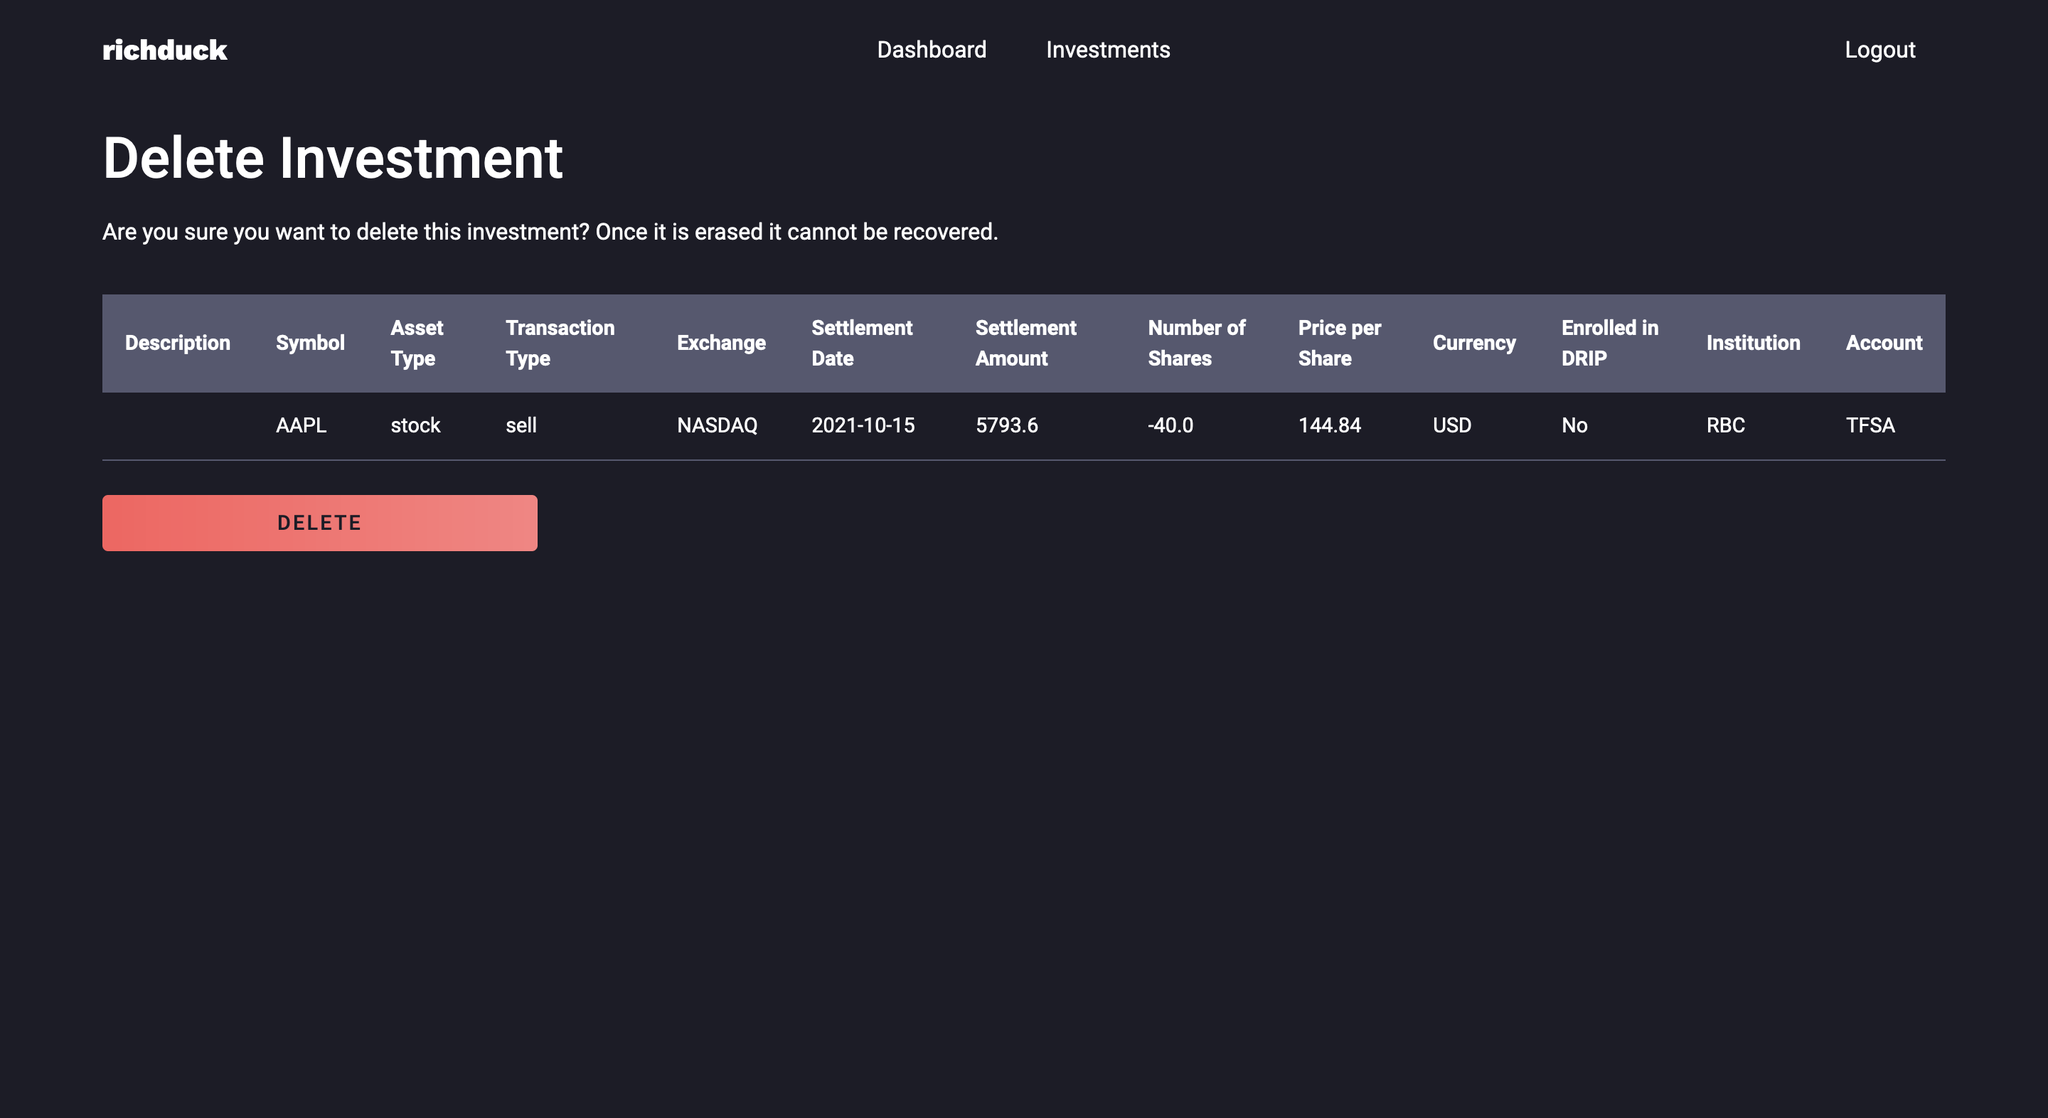 richduck Dashboard Investments Logout
Delete Investment
Are you sure you want to delete this investment? Once it is erased it cannot be recovered.
Description Symbol Asset Type Transaction Type Exchange Settlement Date Settlement Amount Number of Shares Price per Share Currency Enrolled in DRIP Institution Account
AAPL stock sell NASDAQ 2021-10-15 5793.6 -40.0 144.84 USD No RBC TFSA
DELETE